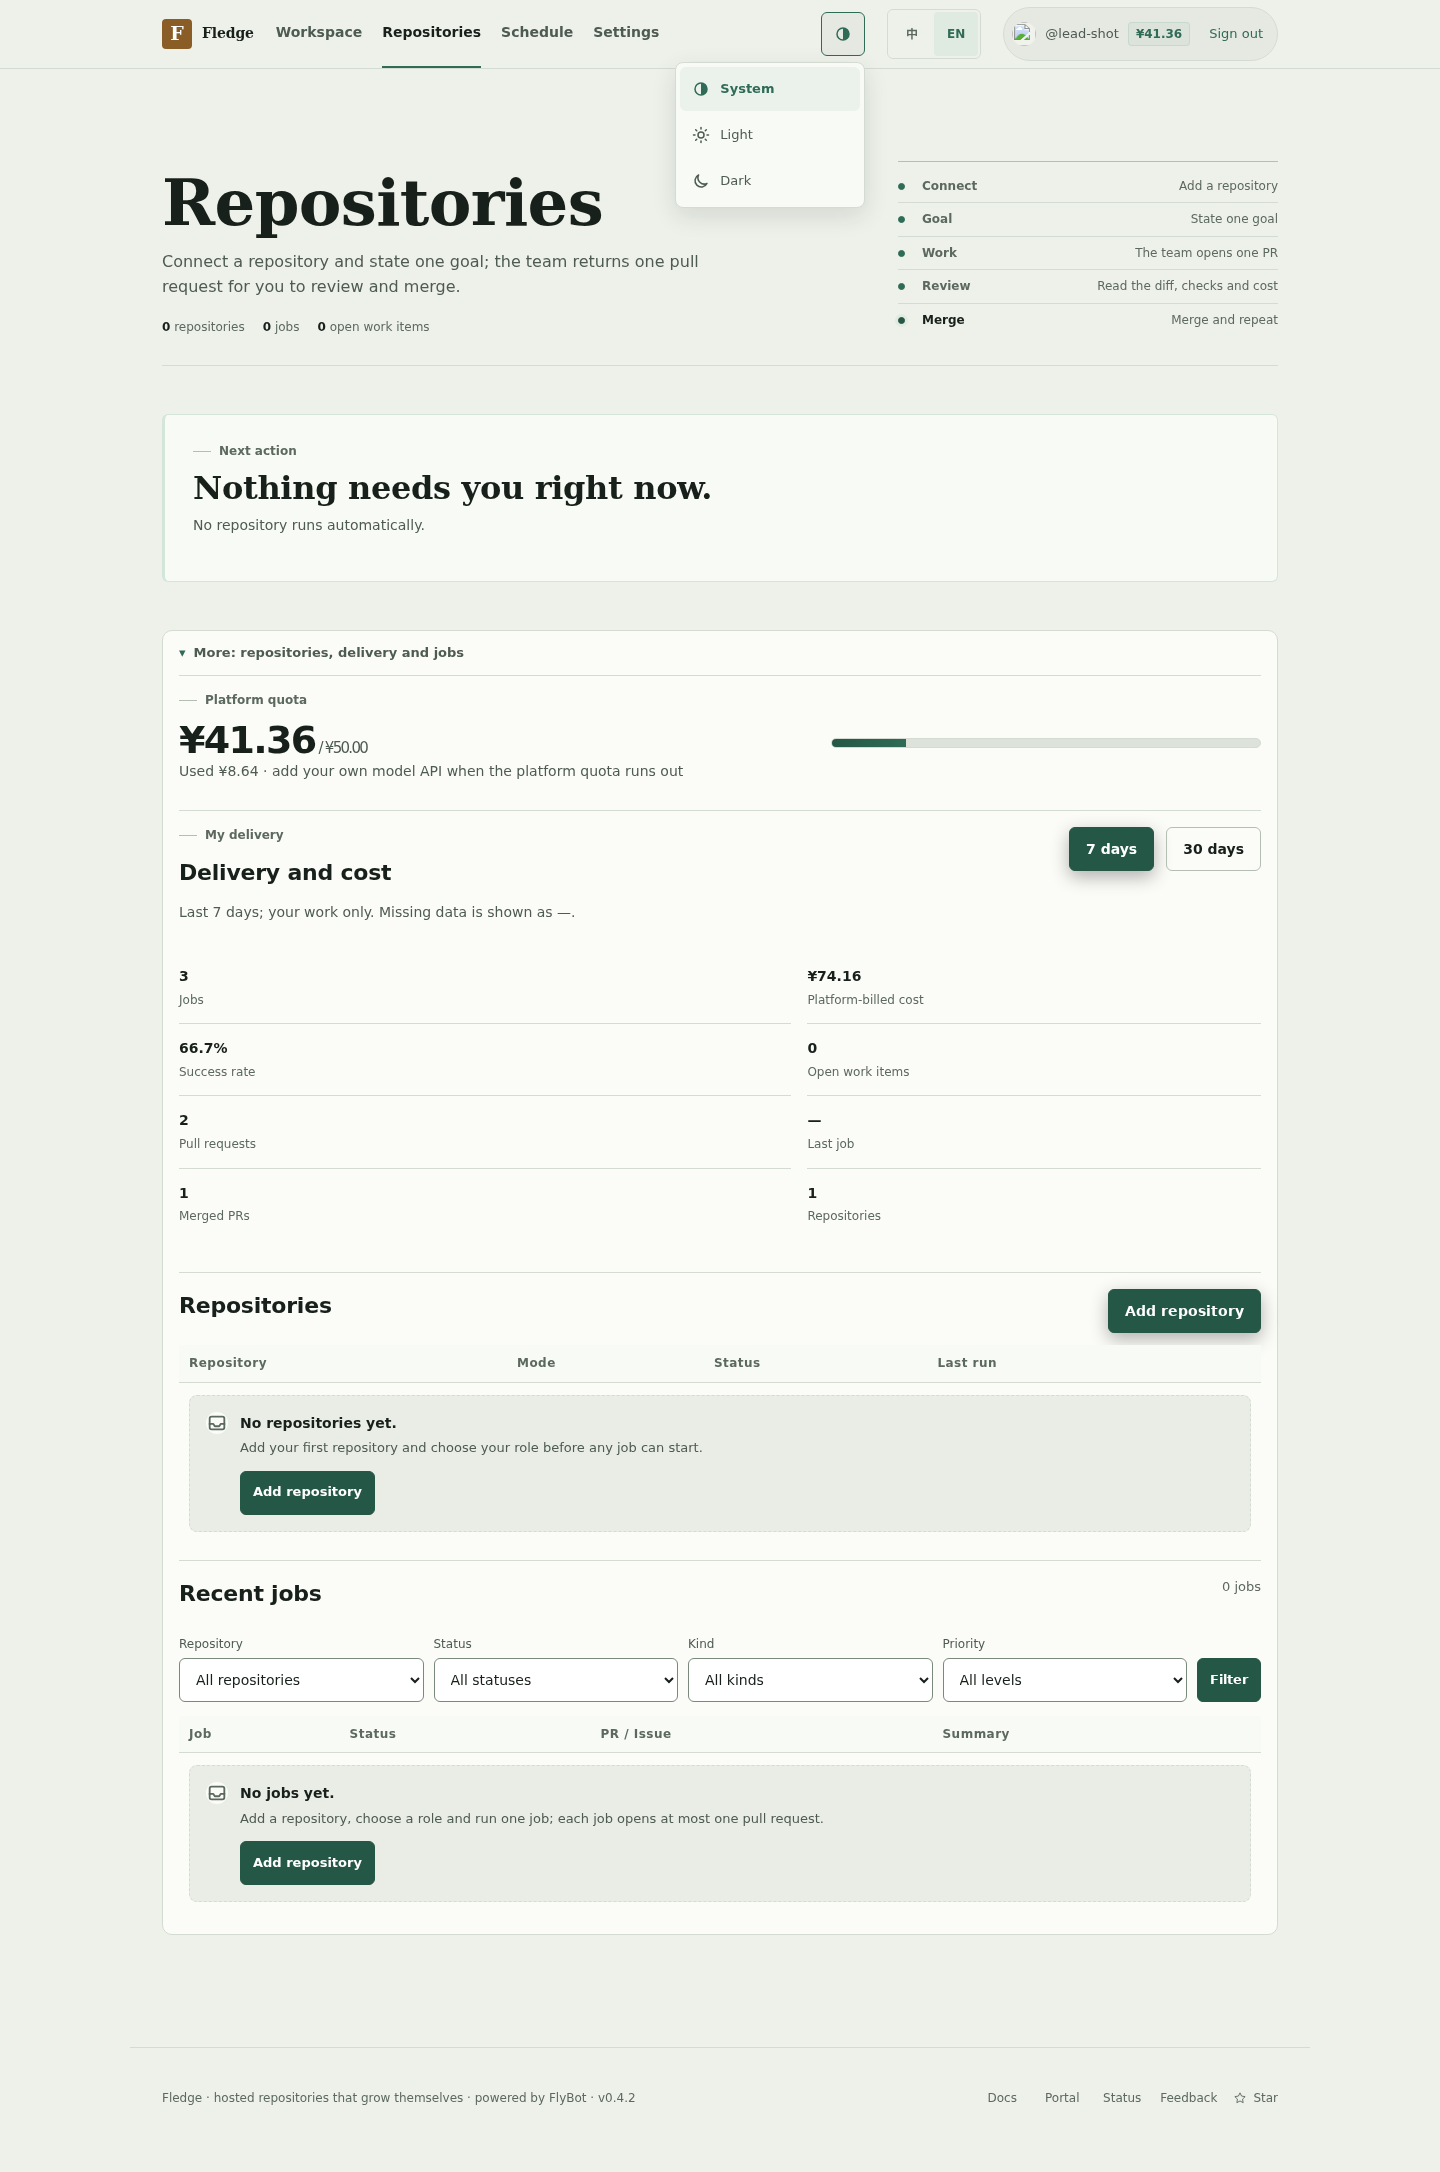 F Fledge Workspace Repositories Schedule Settings 中 EN @lead-shot ¥41.36 Sign out
System
Light
Dark
Repositories
Connect a repository and state one goal; the team returns one pull
request for you to review and merge.
0 repositories 0 jobs 0 open work items
Connect Add a repository
Goal State one goal
Work The team opens one PR
Review Read the diff, checks and cost
Merge Merge and repeat
Next action
Nothing needs you right now.
No repository runs automatically.
▾ More: repositories, delivery and jobs
Platform quota
¥41.36 / ¥50.00
Used ¥8.64 · add your own model API when the platform quota runs out
My delivery
7 days 30 days
Delivery and cost
Last 7 days; your work only. Missing data is shown as —.
3 ¥74.16
Jobs Platform-billed cost
66.7% 0
Success rate Open work items
2 —
Pull requests Last job
1 1
Merged PRs Repositories
Repositories Add repository
Repository Mode Status Last run
No repositories yet.
Add your first repository and choose your role before any job can start.
Add repository
Recent jobs 0 jobs
Repository Status Kind Priority
All repositories All statuses All kinds All levels Filter
Job Status PR / Issue Summary
No jobs yet.
Add a repository, choose a role and run one job; each job opens at most one pull request.
Add repository
Fledge · hosted repositories that grow themselves · powered by FlyBot · v0.4.2 Docs Portal Status Feedback Star